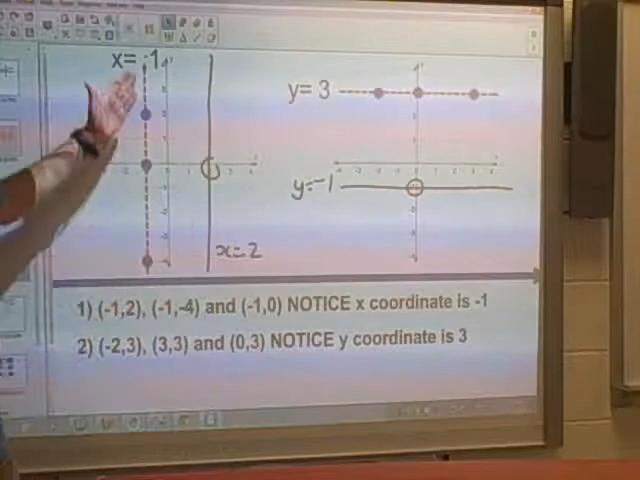 x= -1
y= 3
y=-1
x=2
1) (-1,2), (-1,-4) and (-1,0) NOTICE x coordinate is -1
2) (-2,3), (3,3) and (0,3) NOTICE y coordinate is 3